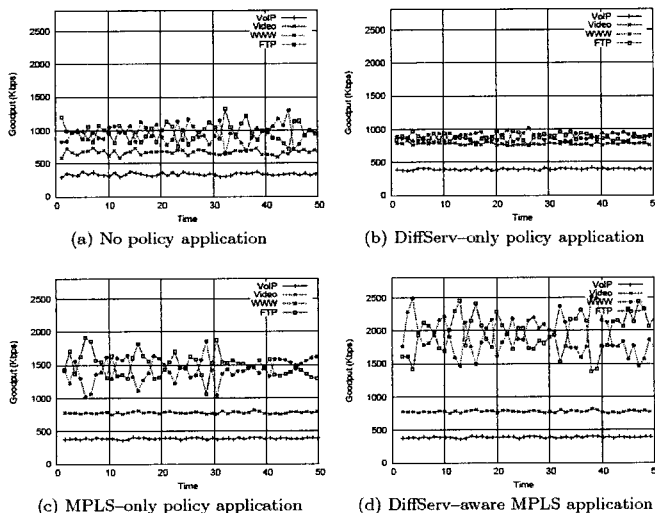 VoIP
Video
WWW
FTP
2500
2000
1500
1000
500
0
Goodput (Kbps)
0 10 20 30 40 50
Time
(a) No policy application
VoIP
Video
WWW
FTP
2500
2000
1500
1000
500
0
Goodput (Kbps)
0 10 20 30 40 50
Time
(b) DiffServ–only policy application
VoIP
Video
WWW
FTP
2500
2000
1500
1000
500
0
Goodput (Kbps)
0 10 20 30 40 50
Time
(c) MPLS–only policy application
VoIP
Video
WWW
FTP
2500
2000
1500
1000
500
0
Goodput (Kbps)
0 10 20 30 40 50
Time
(d) DiffServ-aware MPLS application